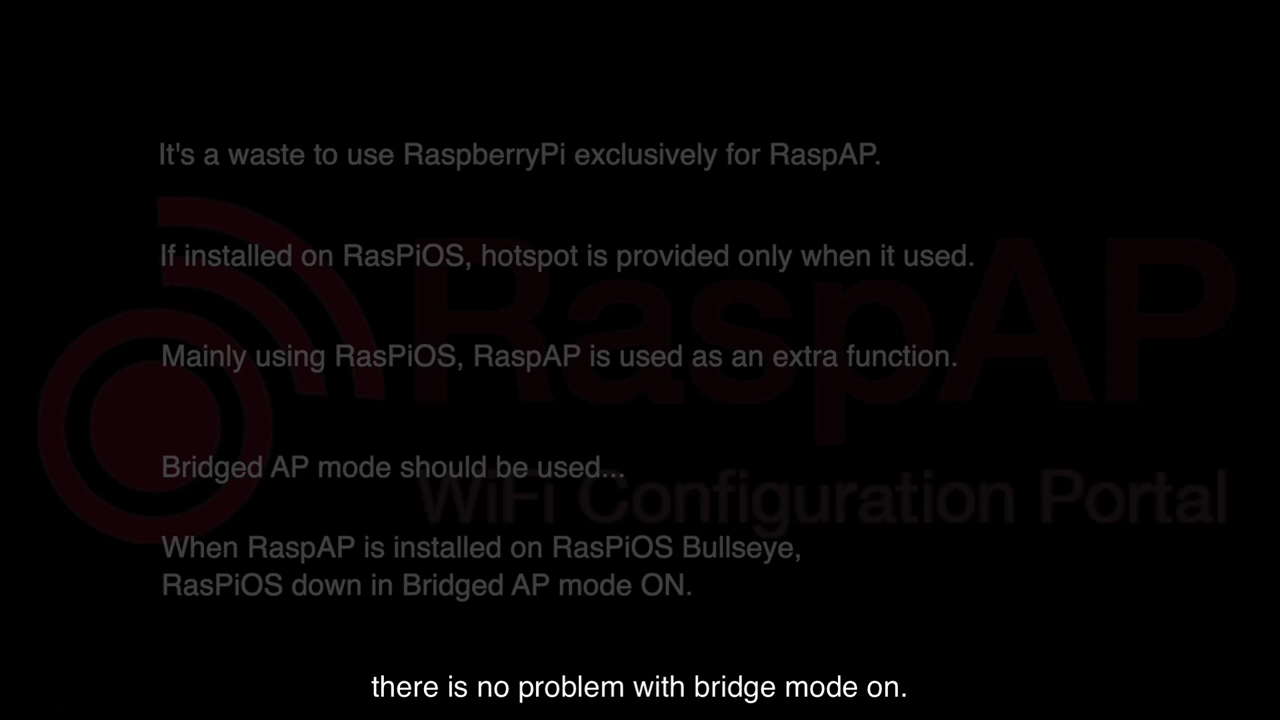 It's a waste to use RaspberryPi exclusively for RaspAP.
If installed on RasPiOS, hotspot is provided only when it used.
RaspAP
Mainly using RasPiOS, RaspAP is used as an extra function.
Bridged AP mode should be used...
WiFi Configuration Portal
When RaspAP is installed on RasPiOS Bullseye,
RasPiOS down in Bridged AP mode ON.
there is no problem with bridge mode on.